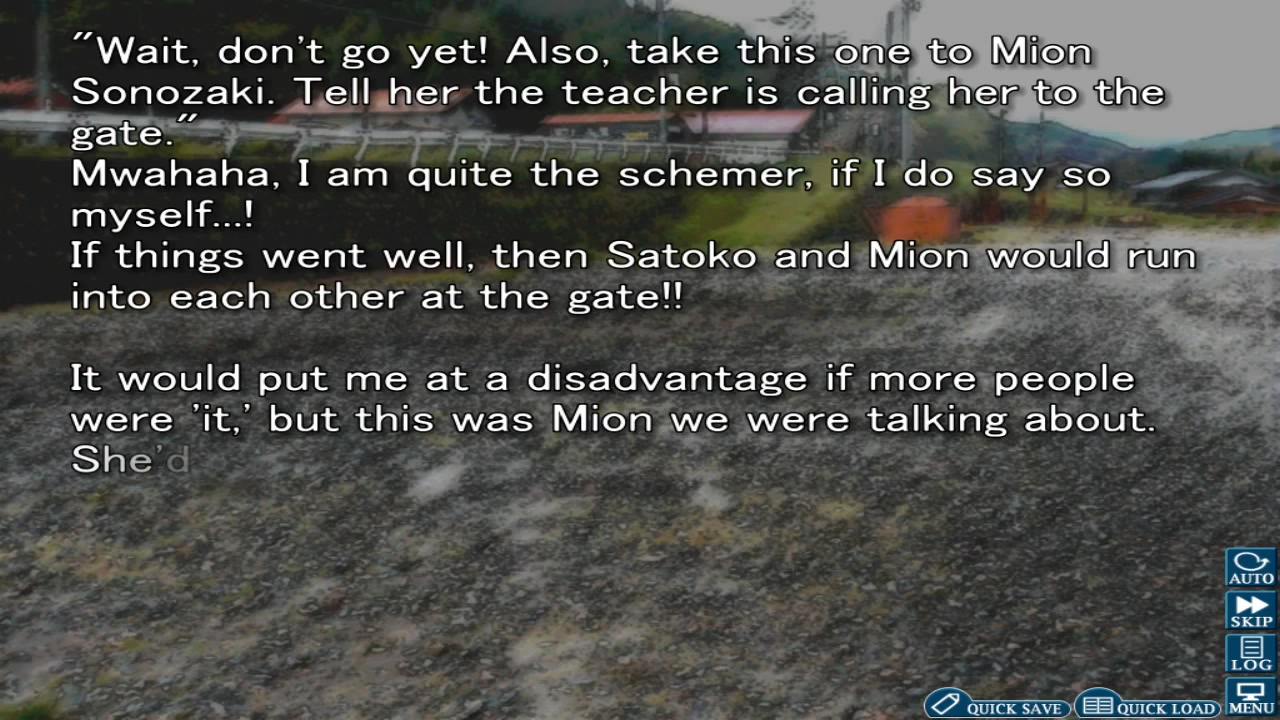 "Wait, don't go yet! Also, take this one to Mion
Sonozaki. Tell her the teacher is calling her to the
gate."
Mwahaha, I am quite the schemer, if I do say so
myself...!
If things went well, then Satoko and Mion would run
into each other at the gate!!
It would put me at a disadvantage if more people
were 'it,' but this was Mion we were talking about.
She'd
AUTO
SKIP
LOG
MENU
QUICK SAVE
QUICK LOAD